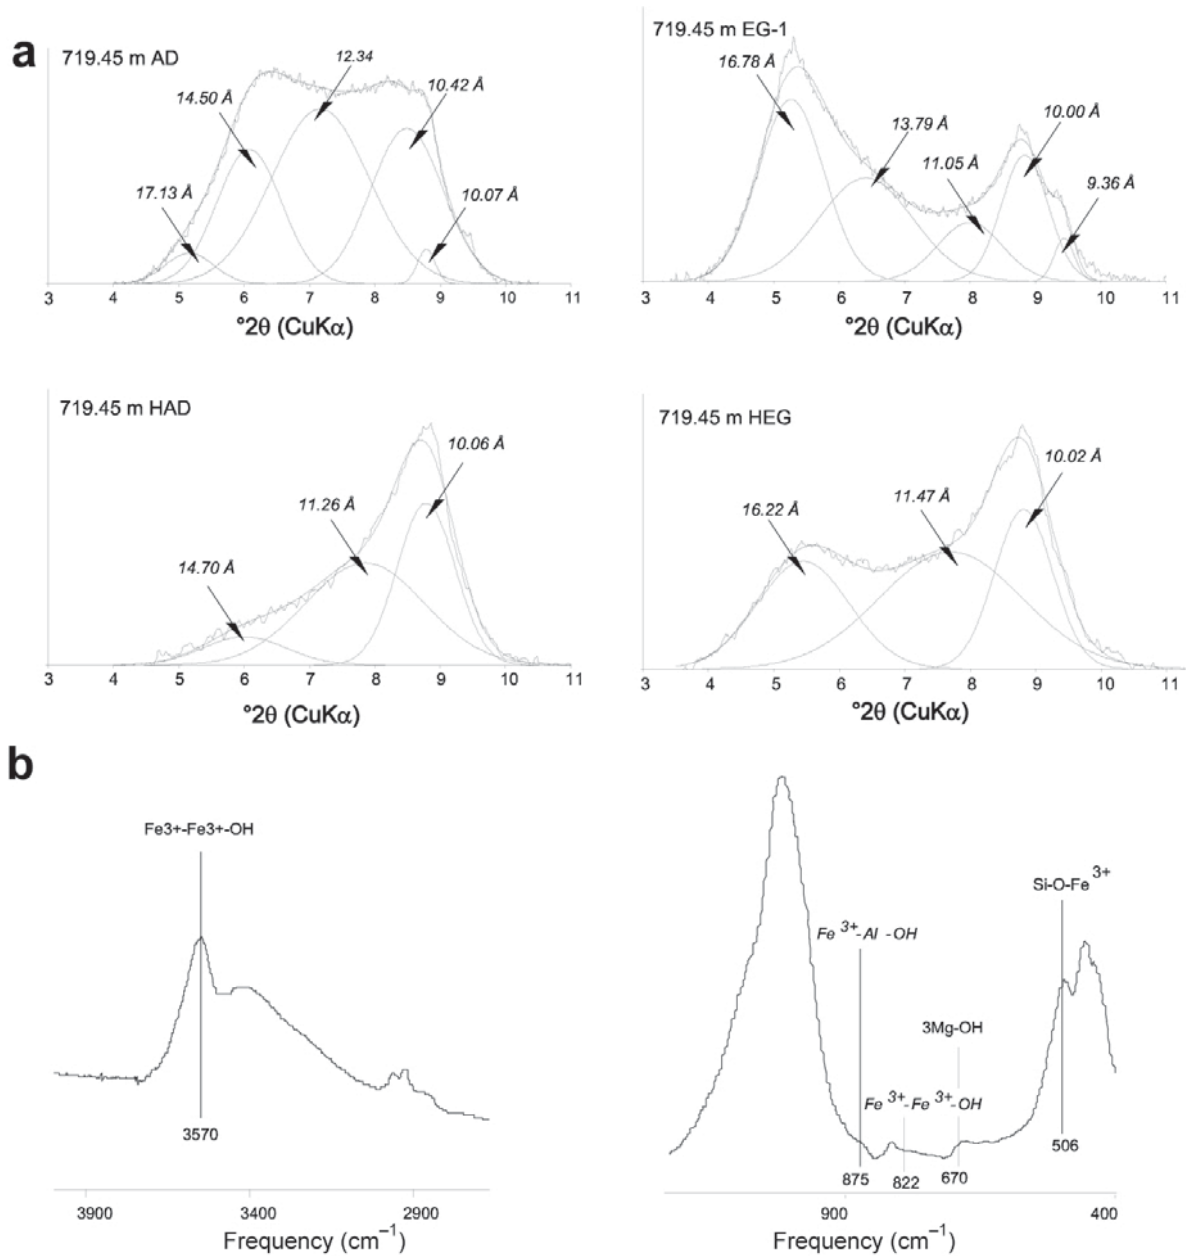 a
719.45 m AD
14.50 Å
12.34
10.42 Å
17.13 Å
10.07 Å
3 4 5 6 7 8 9 10 11
°2θ (CuKα)
719.45 m EG-1
16.78 Å
13.79 Å
11.05 Å
10.00 Å
9.36 Å
3 4 5 6 7 8 9 10 11
°2θ (CuKα)
719.45 m HAD
14.70 Å
11.26 Å
10.06 Å
3 4 5 6 7 8 9 10 11
°2θ (CuKα)
719.45 m HEG
16.22 Å
11.47 Å
10.02 Å
3 4 5 6 7 8 9 10 11
°2θ (CuKα)
b
Fe3+-Fe3+-OH
3570
3900 3400 2900
Frequency (cm⁻¹)
Si-O-Fe ³⁺
Fe ³⁺-Al -OH
3Mg-OH
Fe ³⁺-Fe ³⁺-OH
875 822 670 506
900 400
Frequency (cm⁻¹)